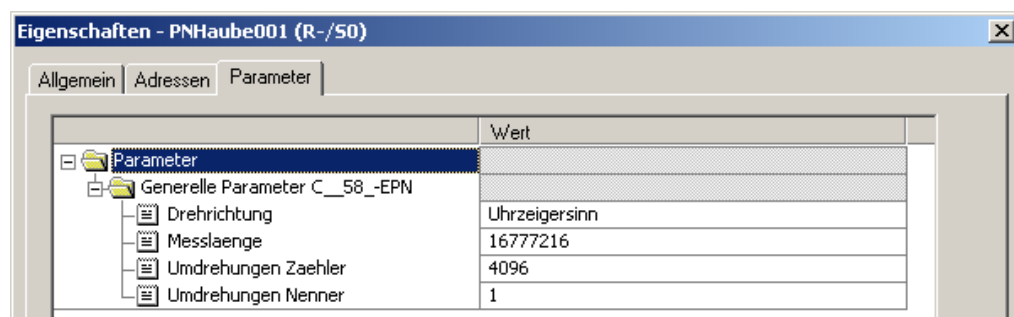 Eigenschaften - PNHaube001 (R-/S0)
Allgemein Adressen Parameter
Wert
Parameter
Generelle Parameter C__58_-EPN
Drehrichtung Uhrzeigersinn
Messlaenge 16777216
Umdrehungen Zaehler 4096
Umdrehungen Nenner 1